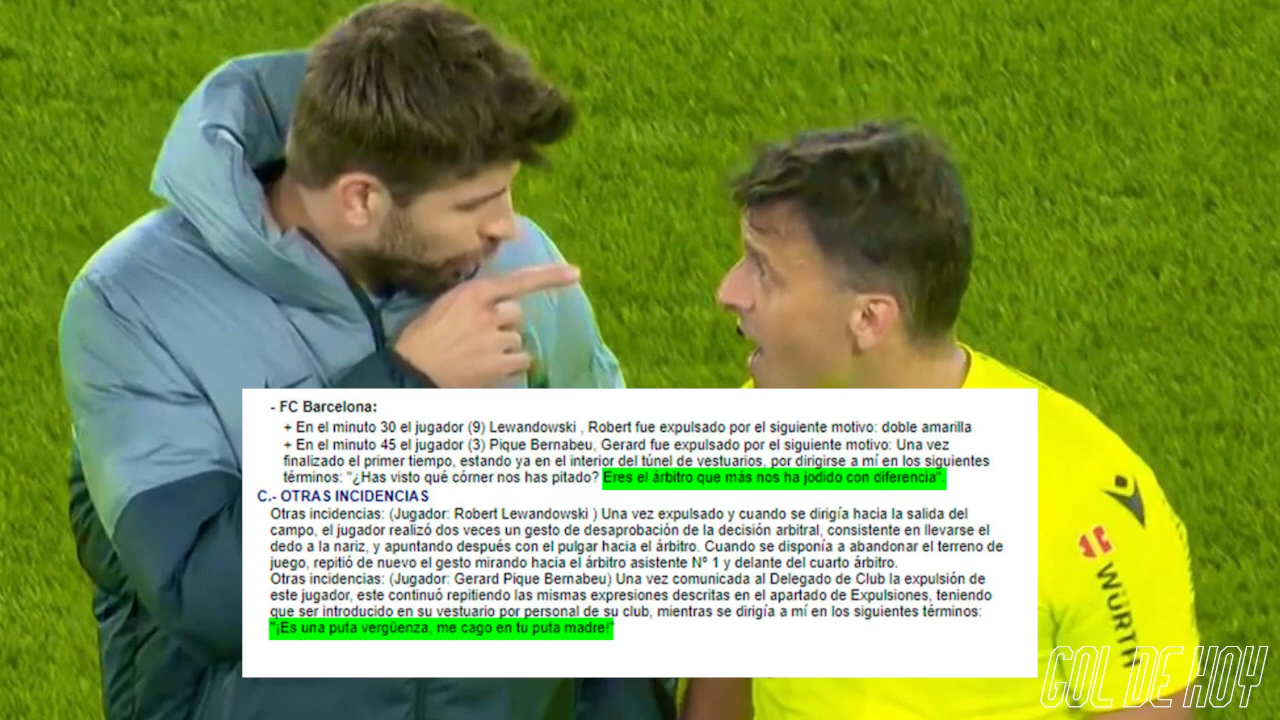 - FC Barcelona:
+ En el minuto 30 el jugador (9) Lewandowski , Robert fue expulsado por el siguiente motivo: doble amarilla
+ En el minuto 45 el jugador (3) Pique Bernabeu, Gerard fue expulsado por el siguiente motivo: Una vez
finalizado el primer tiempo, estando ya en el interior del túnel de vestuarios, por dirigirse a mí en los siguientes
términos: "¿Has visto qué córner nos has pitado? Eres el árbitro que más nos ha jodido con diferencia".
C.- OTRAS INCIDENCIAS
Otras incidencias: (Jugador: Robert Lewandowski ) Una vez expulsado y cuando se dirigía hacia la salida del
campo, el jugador realizó dos veces un gesto de desaprobación de la decisión arbitral, consistente en llevarse el
dedo a la nariz, y apuntando después con el pulgar hacia el árbitro. Cuando se disponía a abandonar el terreno de
juego, repitió de nuevo el gesto mirando hacia el árbitro asistente Nº 1 y delante del cuarto árbitro.
Otras incidencias: (Jugador: Gerard Pique Bernabeu) Una vez comunicada al Delegado de Club la expulsión de
este jugador, este continuó repitiendo las mismas expresiones descritas en el apartado de Expulsiones, teniendo
que ser introducido en su vestuario por personal de su club, mientras se dirigía a mí en los siguientes términos:
"¡Es una puta vergüenza, me cago en tu puta madre!"
WÜRTH
GOL DE HOY